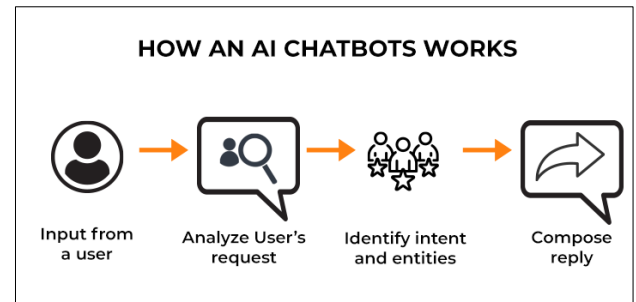 HOW AN AI CHATBOTS WORKS
Input from
a user
Analyze User's
request
Identify intent
and entities
Compose
reply